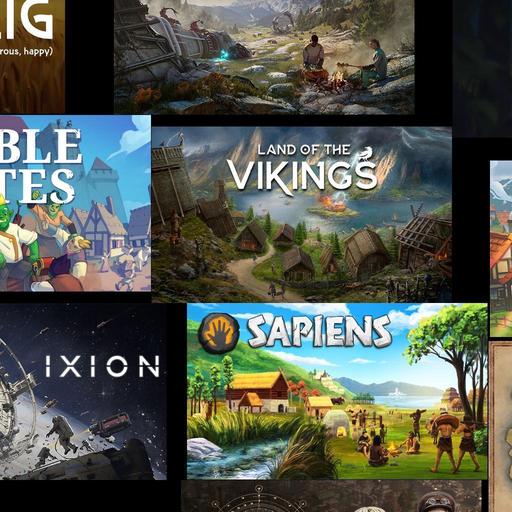 IG
rous, happy)
BLE
TES
LAND OF THE
VIKINGS
IXION
SAPIENS